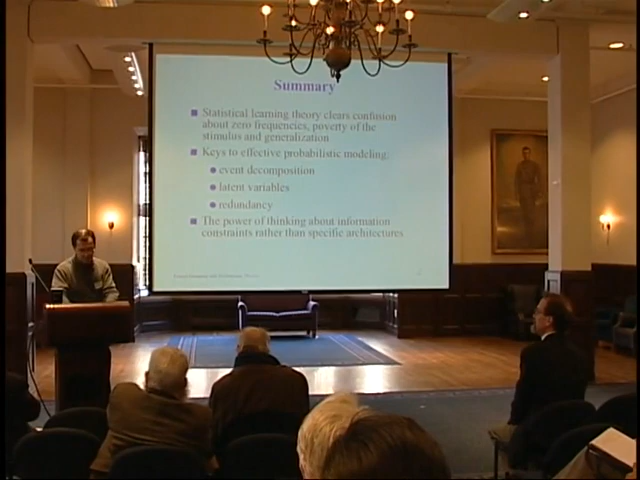 Summary
Statistical learning theory clears confusion
about zero frequencies, poverty of the
stimulus and generalization
Keys to effective probabilistic modeling:
event decomposition
latent variables
redundancy
The power of thinking about information
constraints rather than specific architectures